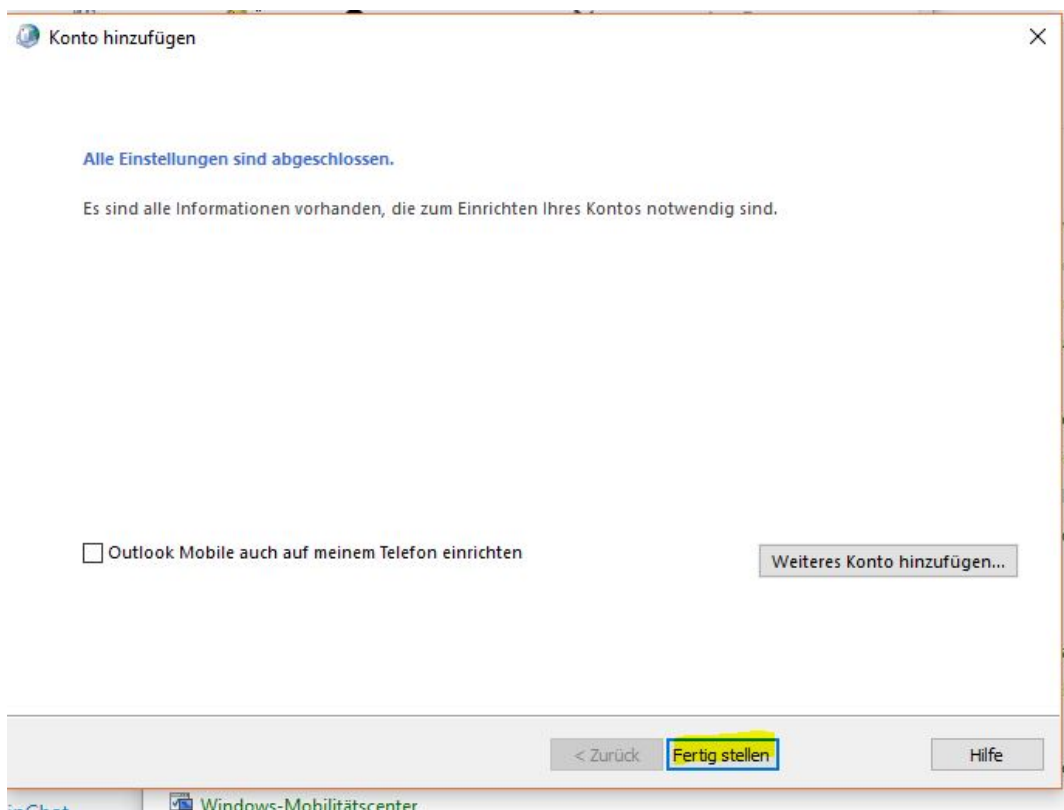 Konto hinzufügen
Alle Einstellungen sind abgeschlossen.
Es sind alle Informationen vorhanden, die zum Einrichten Ihres Kontos notwendig sind.
Outlook Mobile auch auf meinem Telefon einrichten
Weiteres Konto hinzufügen...
< Zurück Fertig stellen Hilfe
Windows-Mobilitätscenter